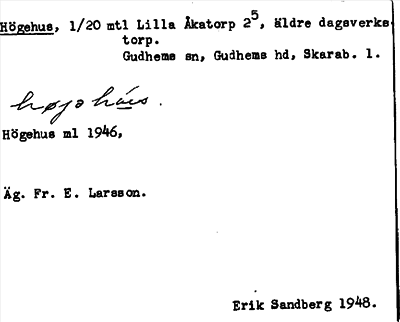 Högehus, 1/20 mtl Lilla Åkatorp 2⁵, äldre dagsverks-
torp.
Gudhems sn, Gudhems hd, Skarab. l.
Högehus ml 1946,
Äg. Fr. E. Larsson.
Erik Sandberg 1948.